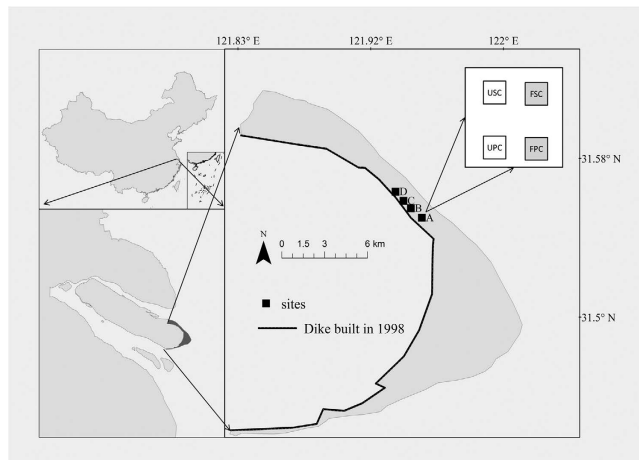 121.83° E
121.92° E
122° E
USC
FSC
UPC
FPC
31.58° N
D
C
B
A
N
0 1.5 3 6 km
sites
Dike built in 1998
31.5° N